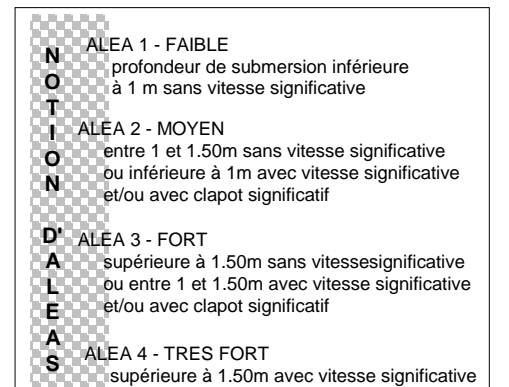 NOTION D'ALEAS
ALEA 1 - FAIBLE
profondeur de submersion inférieure
à 1 m sans vitesse significative
ALEA 2 - MOYEN
entre 1 et 1.50m sans vitesse significative
ou inférieure à 1m avec vitesse significative
et/ou avec clapot significatif
ALEA 3 - FORT
supérieure à 1.50m sans vitessesignificative
ou entre 1 et 1.50m avec vitesse significative
et/ou avec clapot significatif
ALEA 4 - TRES FORT
supérieure à 1.50m avec vitesse significative